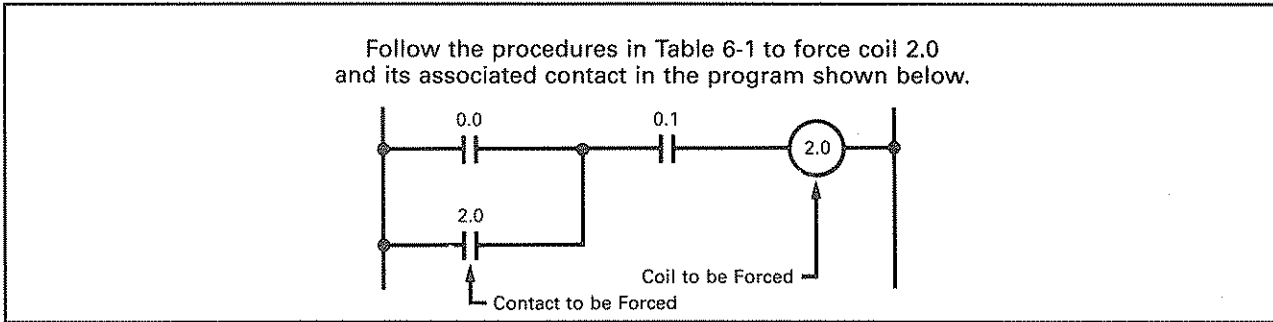 Follow the procedures in Table 6-1 to force coil 2.0
and its associated contact in the program shown below.
0.0
0.1
2.0
2.0
Coil to be Forced
Contact to be Forced